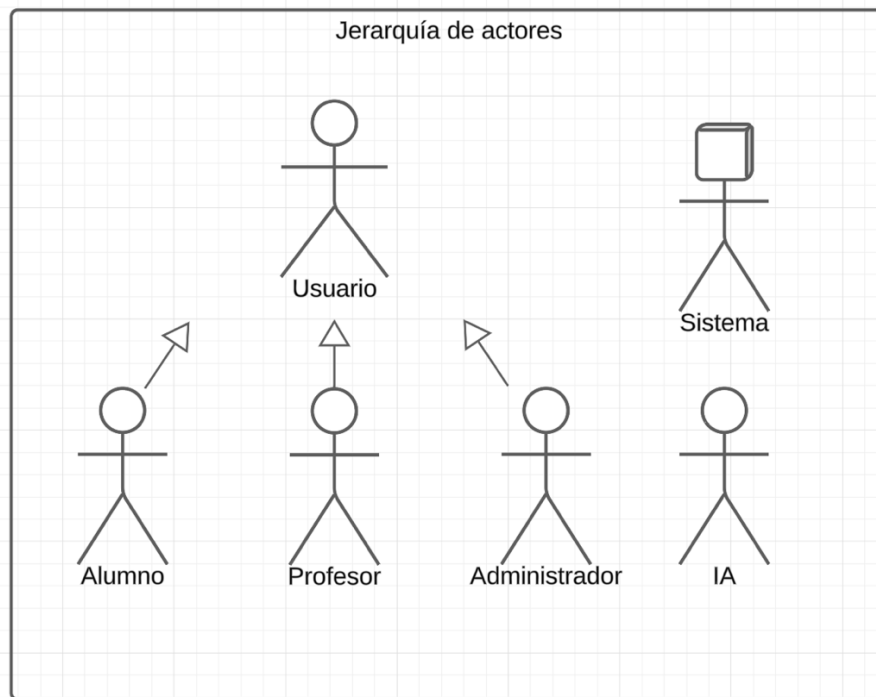 Jerarquía de actores
Usuario
Sistema
Alumno
Profesor
Administrador
IA